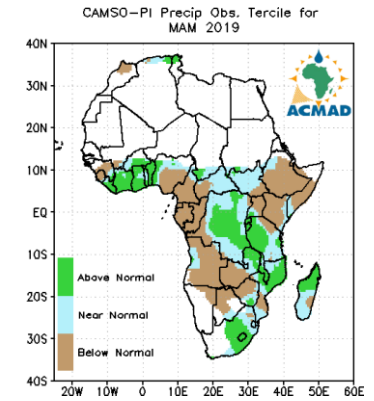 CAMSO-PI Precip Obs. Tercile for
MAM 2019
40N
30N
20N
10N
EQ
10S
20S
30S
40S
ACMAD
Above Normal
Near Normal
Below Normal
20W 10W 0 10E 20E 30E 40E 50E 60E